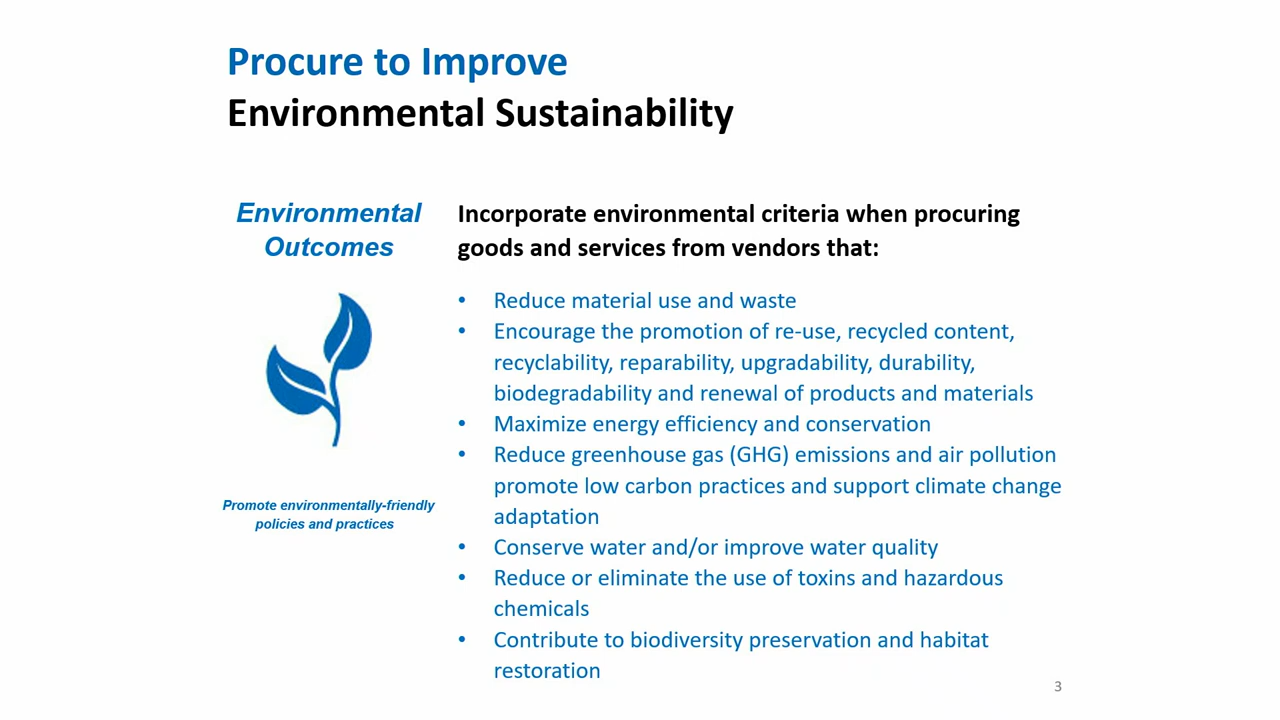 Procure to Improve
Environmental Sustainability
Environmental
Outcomes
Promote environmentally-friendly
policies and practices
Incorporate environmental criteria when procuring
goods and services from vendors that:
• Reduce material use and waste
• Encourage the promotion of re-use, recycled content,
recyclability, reparability, upgradability, durability,
biodegradability and renewal of products and materials
• Maximize energy efficiency and conservation
• Reduce greenhouse gas (GHG) emissions and air pollution
promote low carbon practices and support climate change
adaptation
• Conserve water and/or improve water quality
• Reduce or eliminate the use of toxins and hazardous
chemicals
• Contribute to biodiversity preservation and habitat
restoration
3